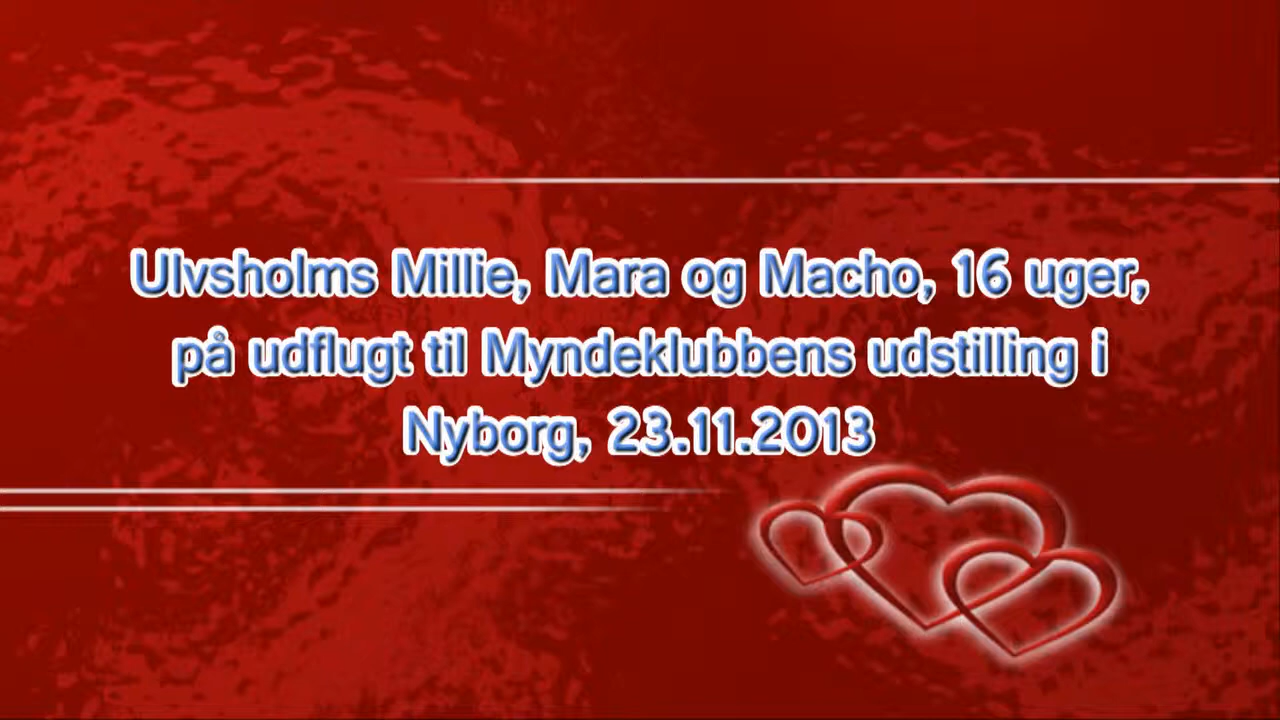 Ulvsholms Millie, Mara og Macho, 16 uger,
på udflugt til Myndeklubbens udstilling i
Nyborg, 23.11.2013